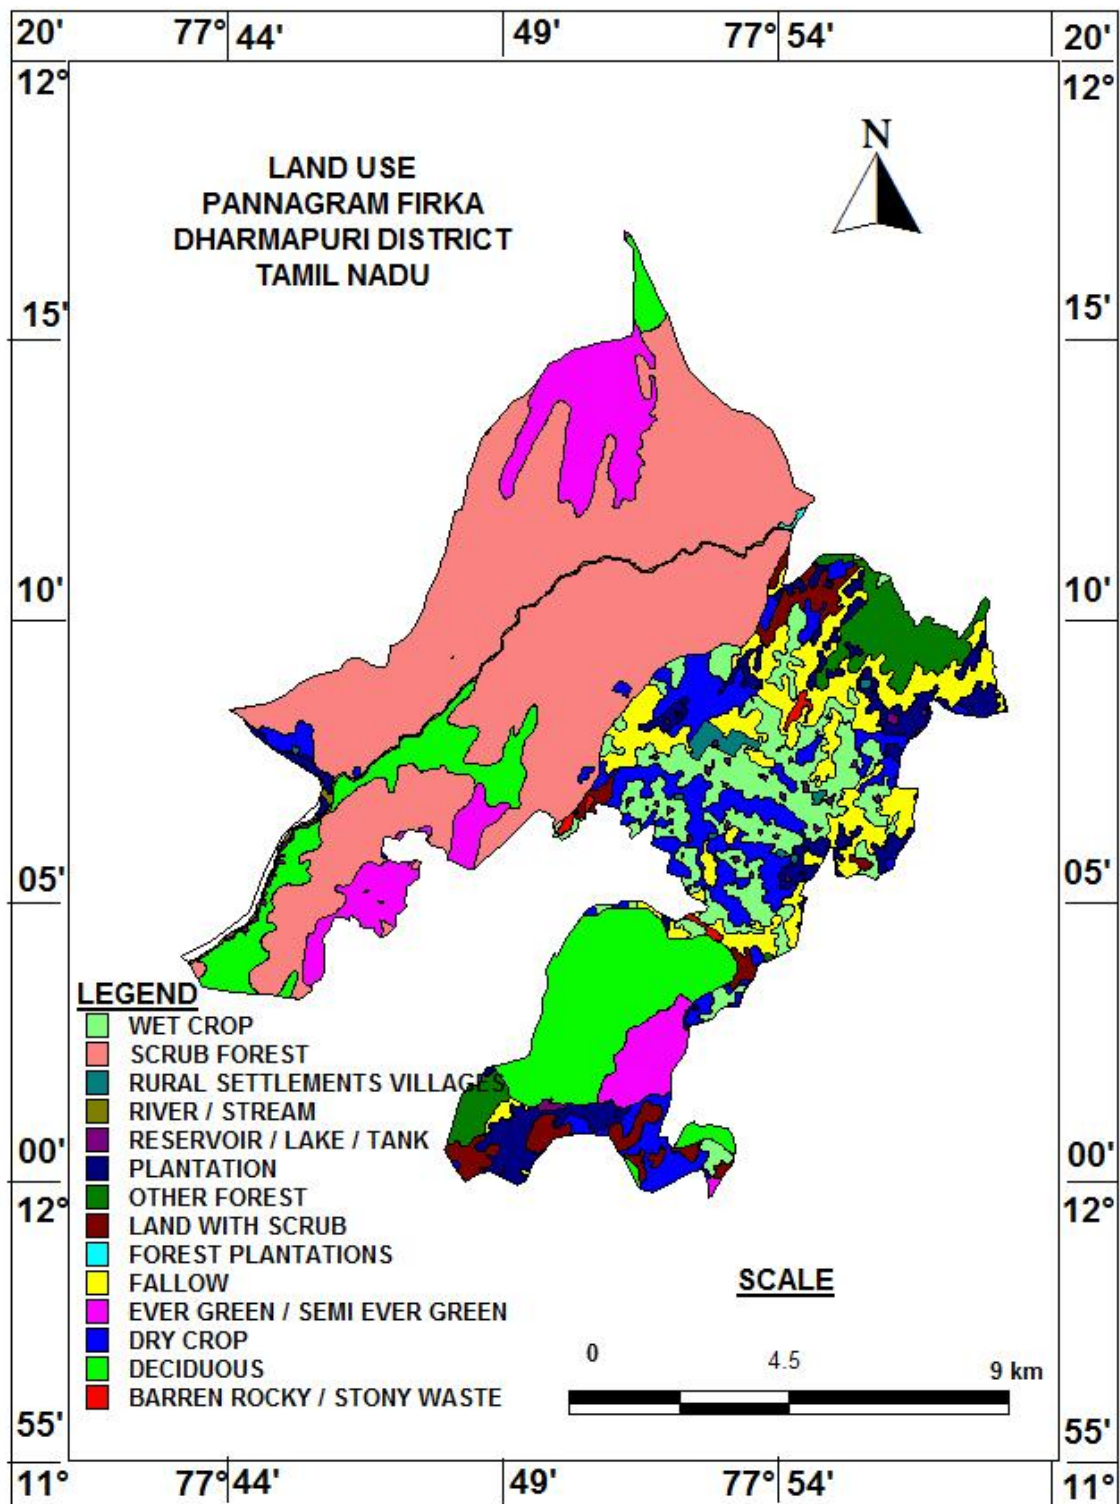 20' 77° 44' 49' 77° 54' 20'
12° 12°
N
LAND USE
PANNAGRAM FIRKA
DHARMAPURI DISTRICT
TAMIL NADU
15' 15'
10' 10'
05' 05'
LEGEND
WET CROP
SCRUB FOREST
RURAL SETTLEMENTS VILLAGES
RIVER / STREAM
RESERVOIR / LAKE / TANK
PLANTATION
OTHER FOREST
LAND WITH SCRUB
FOREST PLANTATIONS
FALLOW
EVER GREEN / SEMI EVER GREEN
DRY CROP
DECIDUOUS
BARREN ROCKY / STONY WASTE
00' 00'
12° 12°
SCALE
0 4.5 9 km
55' 55'
11° 77° 44' 49' 77° 54' 11°